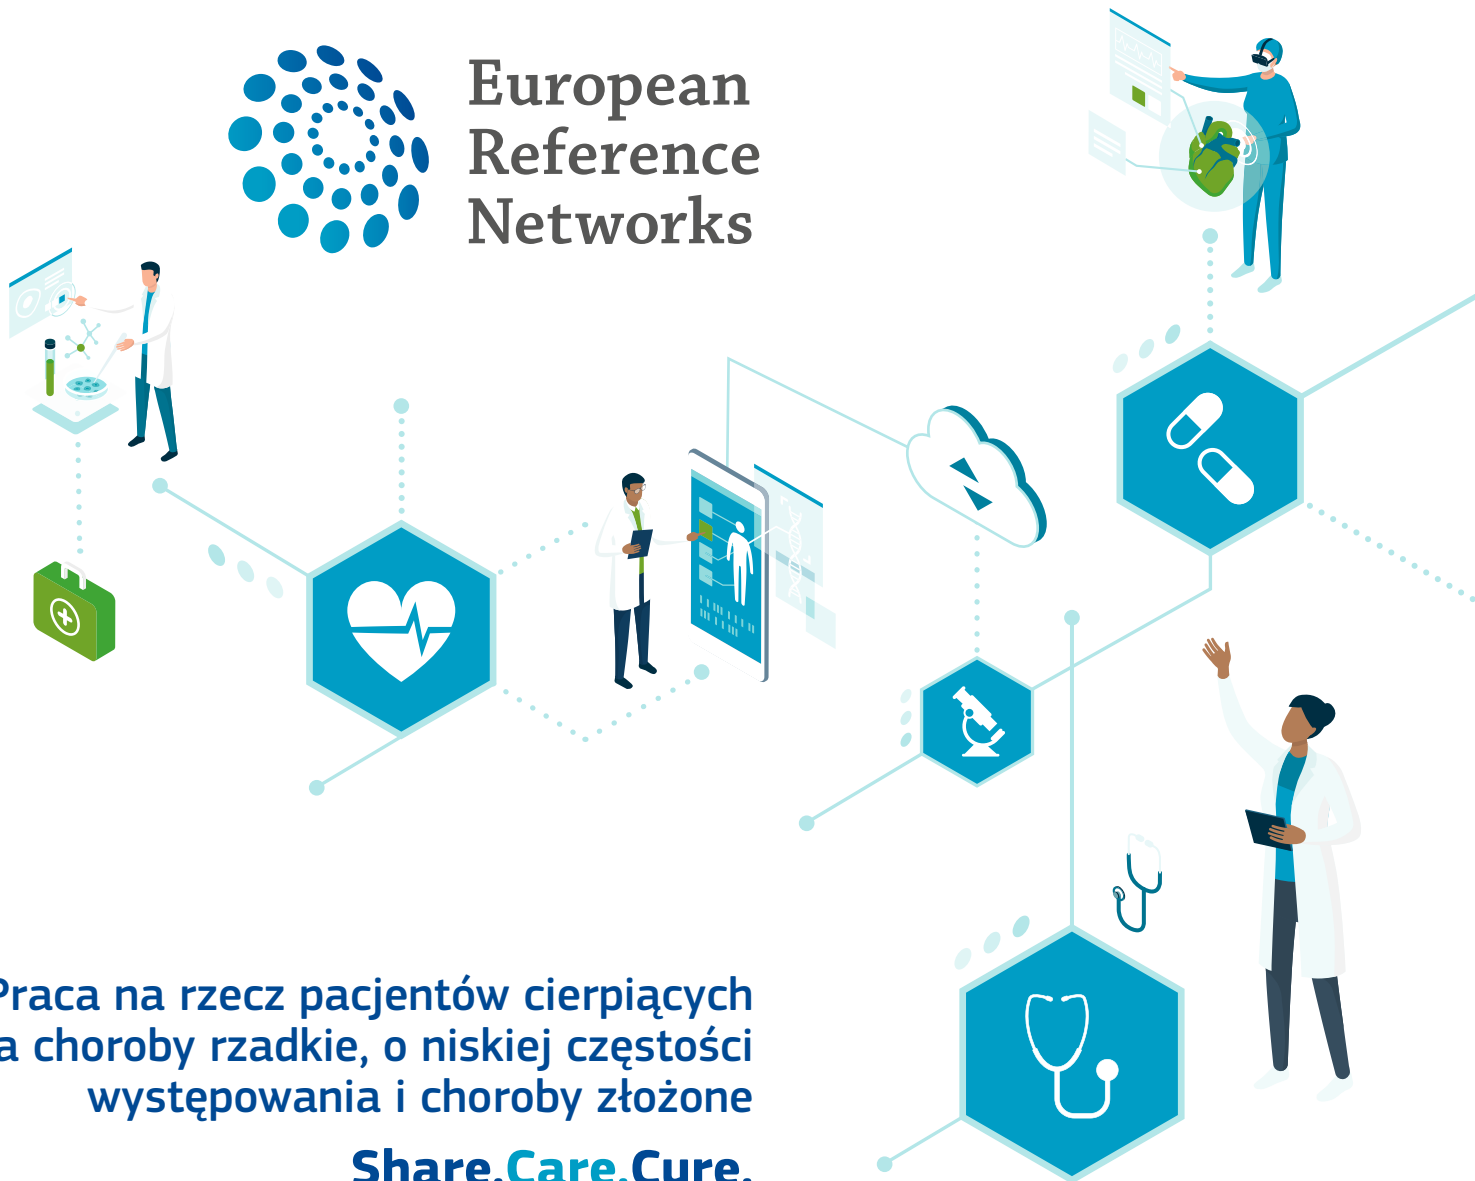 European
Reference
Networks
Praca na rzecz pacjentów cierpiących
a choroby rzadkie, o niskiej częstości
występowania i choroby złożone
Share.Care.Cure.